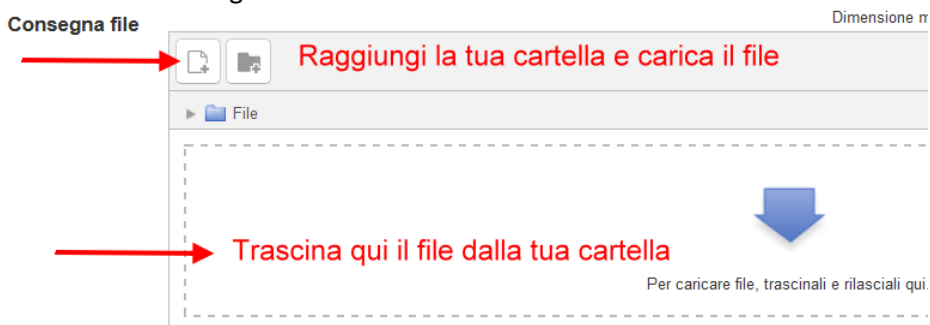 Dimensione m
Consegna file
Raggiungi la tua cartella e carica il file
File
Trascina qui il file dalla tua cartella
Per caricare file, trascinali e rilasciali qui.